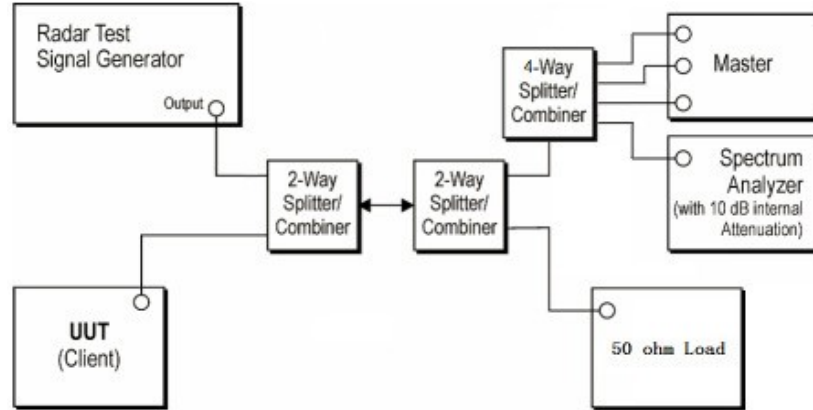 Radar Test
Signal Generator
Output
4-Way
Splitter/
Combiner
Master
2-Way
Splitter/
Combiner
2-Way
Splitter/
Combiner
Spectrum
Analyzer
(with 10 dB internal
Attenuation)
UUT
(Client)
50 ohm Load